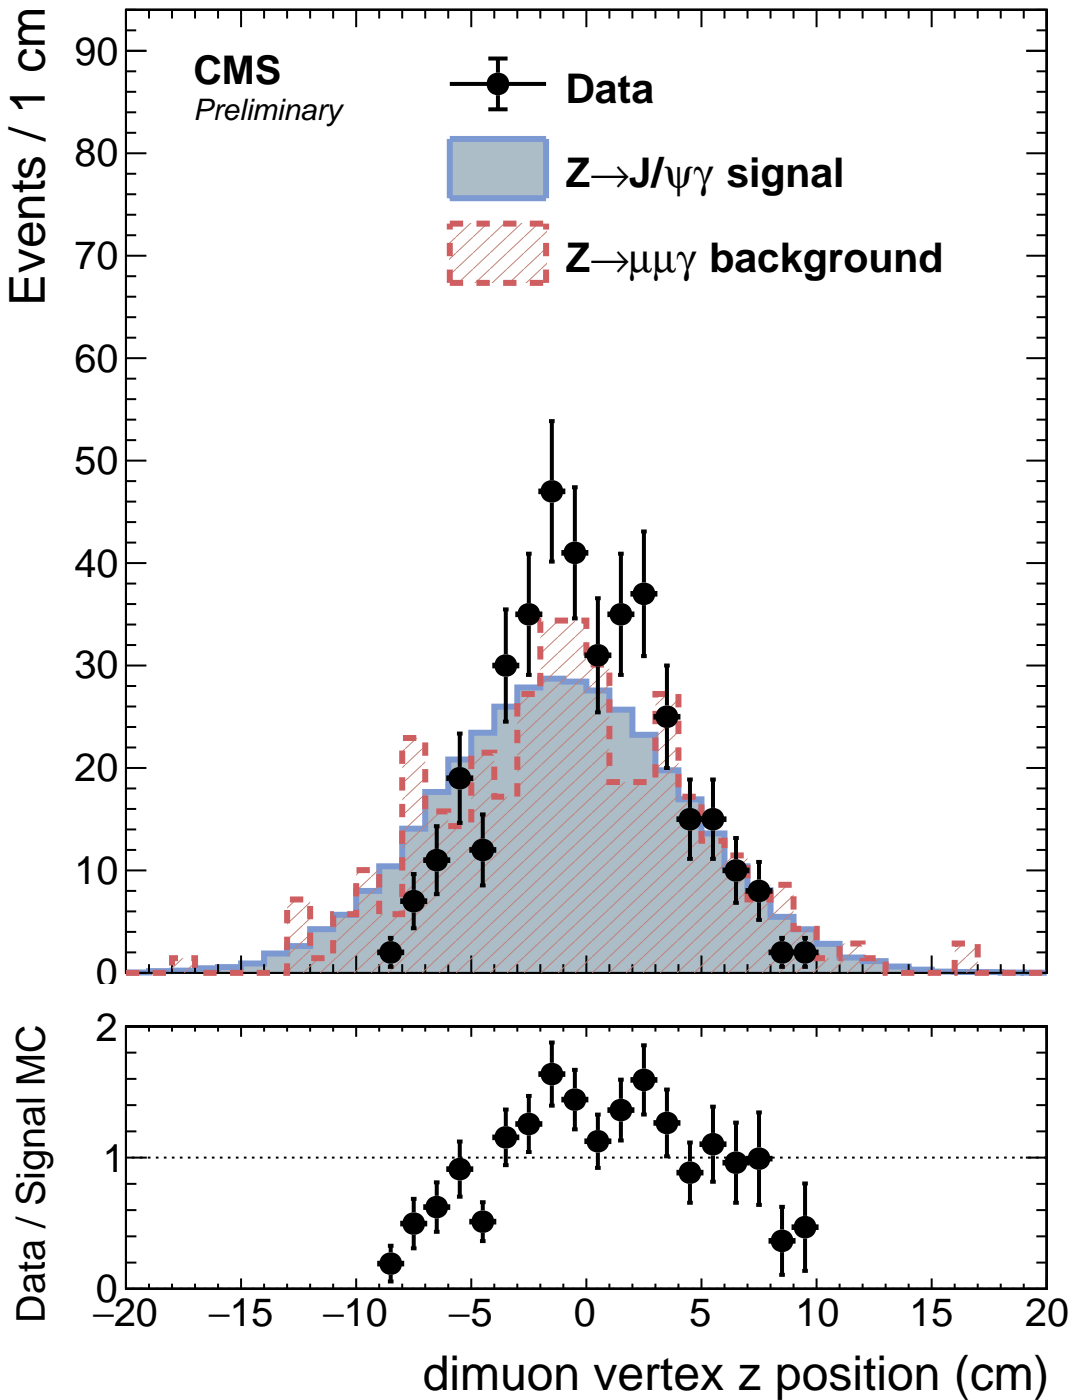 Events / 1 cm
CMS
Preliminary
Data
Z→J/ψγ signal
Z→μμγ background
90
80
70
60
50
40
30
20
10
0
Data / Signal MC
2
1
0
−20 −15 −10 −5 0 5 10 15 20
dimuon vertex z position (cm)